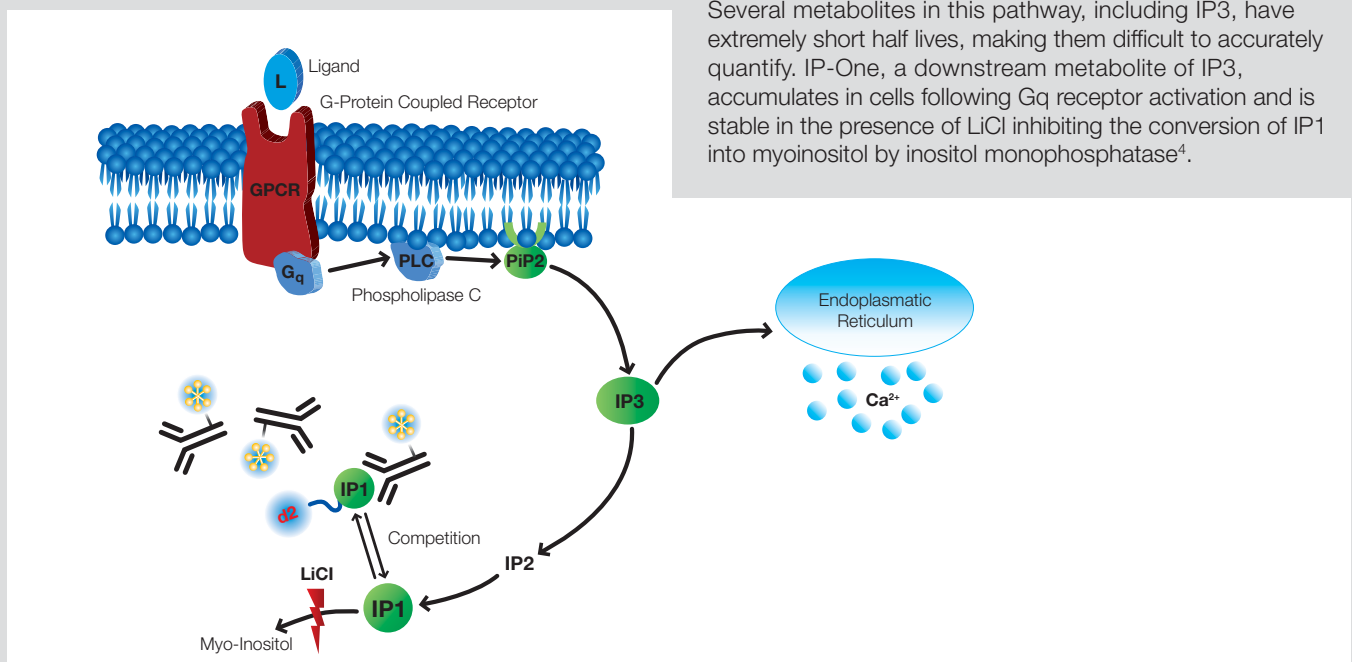 Several metabolites in this pathway, including IP3, have
extremely short half lives, making them difficult to accurately
quantify. IP-One, a downstream metabolite of IP3,
accumulates in cells following Gq receptor activation and is
stable in the presence of LiCl inhibiting the conversion of IP1
into myoinositol by inositol monophosphatase⁴.
L
Ligand
G-Protein Coupled Receptor
GPCR
Gq
PLC
PiP2
Phospholipase C
Endoplasmatic
Reticulum
IP3
Ca²⁺
IP1
d2
Competition
IP2
LiCl
IP1
Myo-Inositol